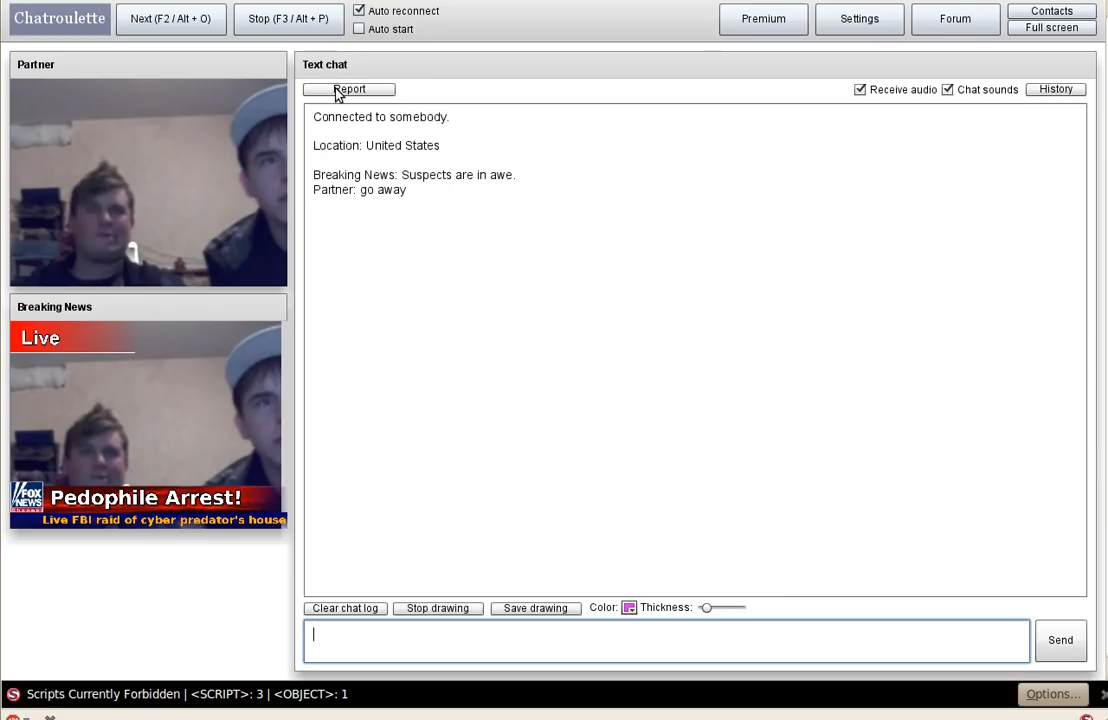 Chatroulette
Next (F2 / Alt + O)
Stop (F3 / Alt + P)
Auto reconnect
Auto start
Premium
Settings
Forum
Contacts
Full screen
Partner
Text chat
Report
Receive audio
Chat sounds
History
Connected to somebody.
Location: United States
Breaking News: Suspects are in awe.
Partner: go away
Breaking News
Live
FOX
NEWS
Channel
Pedophile Arrest!
Live FBI raid of cyber predator's house
Clear chat log
Stop drawing
Save drawing
Color:
Thickness:
Send
Scripts Currently Forbidden | <SCRIPT>: 3 | <OBJECT>: 1
Options...